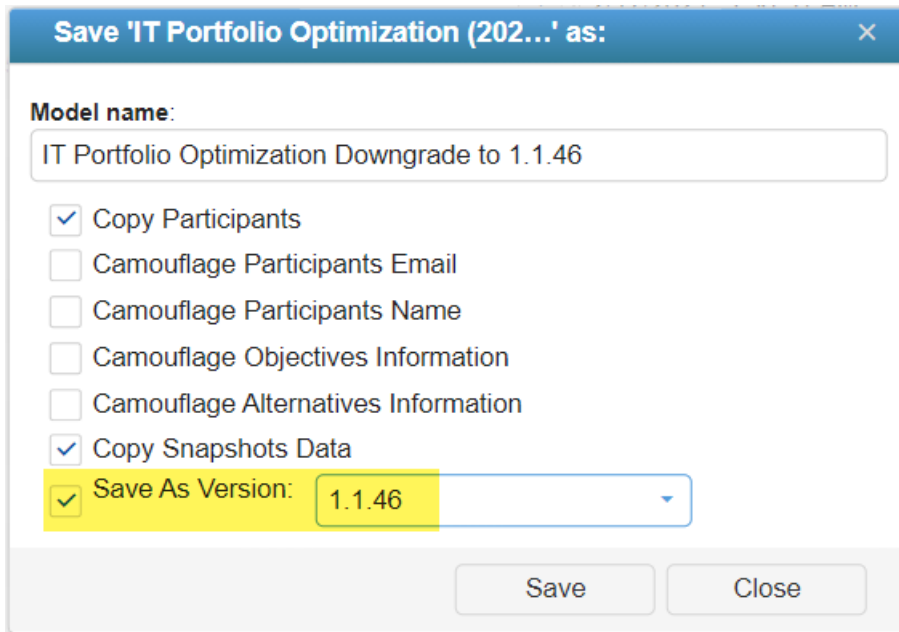 Save 'IT Portfolio Optimization (202...' as:
Model name:
IT Portfolio Optimization Downgrade to 1.1.46
Copy Participants
Camouflage Participants Email
Camouflage Participants Name
Camouflage Objectives Information
Camouflage Alternatives Information
Copy Snapshots Data
Save As Version: 1.1.46
Save Close